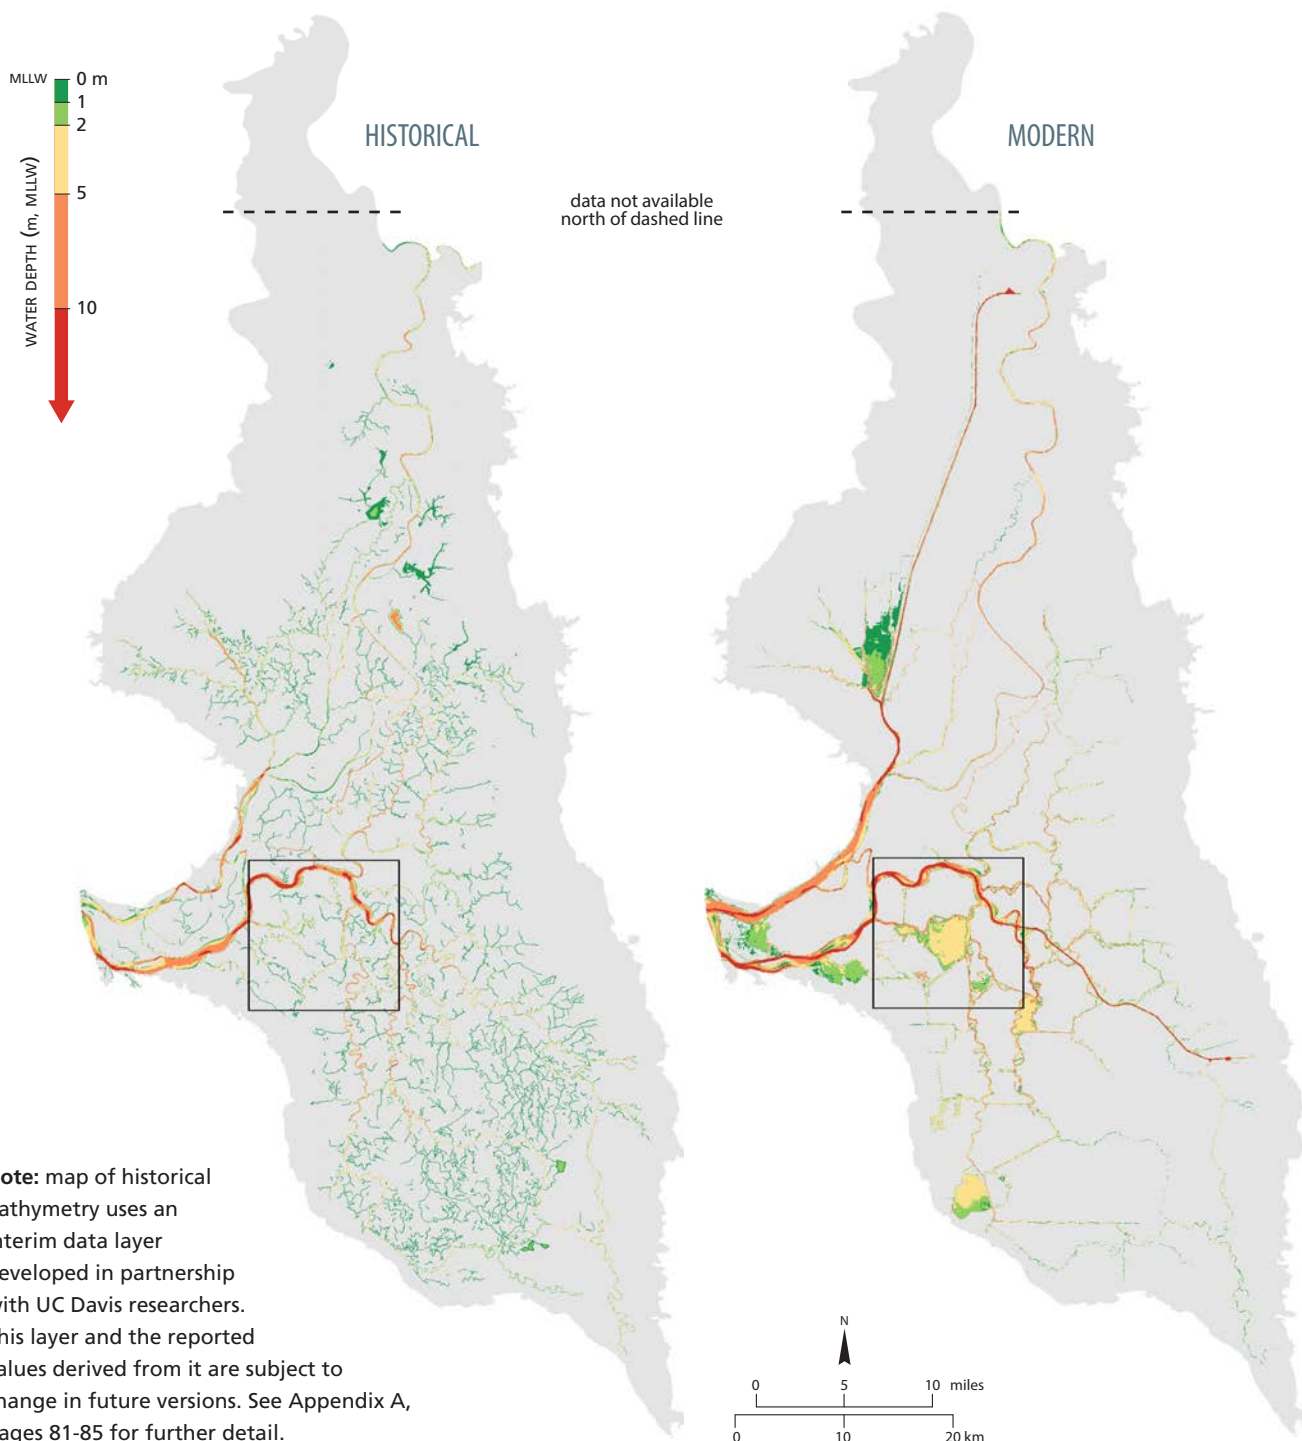 MLLW
0 m
1
2
5
10
WATER DEPTH (m, MLLW)
HISTORICAL
MODERN
data not available
north of dashed line
ote: map of historical
athymetry uses an
nterim data layer
eveloped in partnership
with UC Davis researchers.
his layer and the reported
alues derived from it are subject to
hange in future versions. See Appendix A,
ages 81-85 for further detail.
N
0 5 10 miles
0 10 20 km